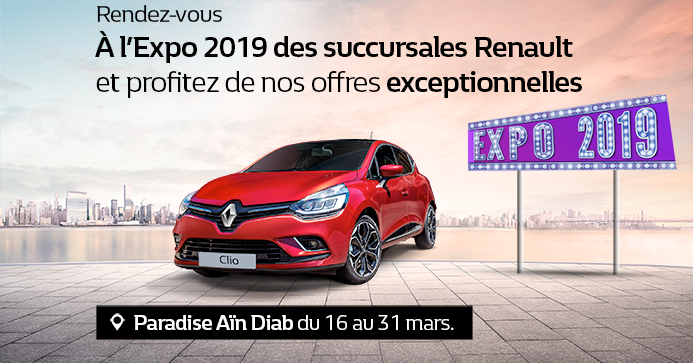 Rendez-vous
À l'Expo 2019 des succursales Renault
et profitez de nos offres exceptionnelles
EXPO 2019
Clio
Paradise Aïn Diab du 16 au 31 mars.